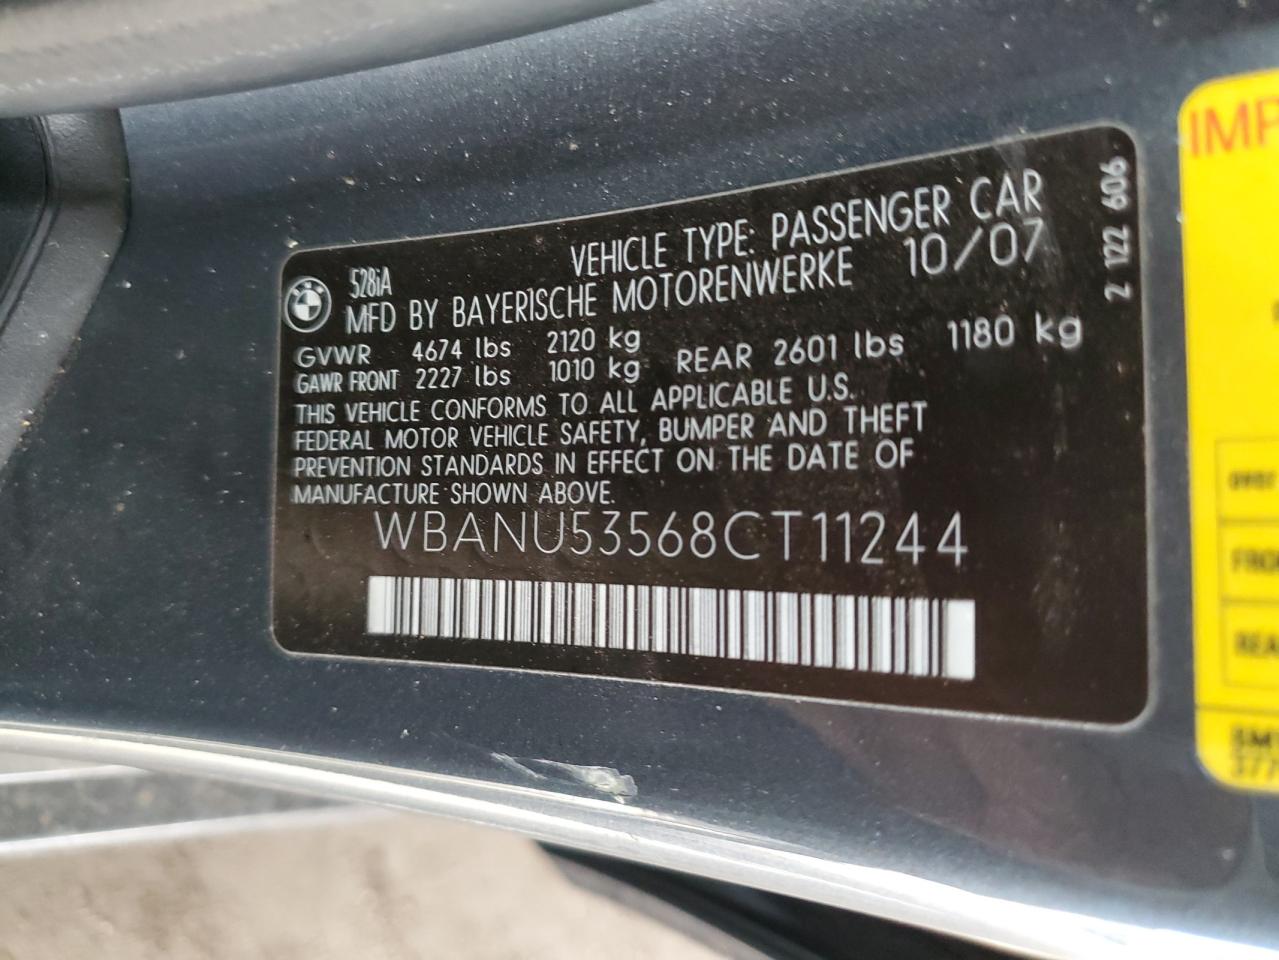 528iA
VEHICLE TYPE: PASSENGER CAR
MFD BY BAYERISCHE MOTORENWERKE 10/07
GVWR 4674 lbs 2120 kg
GAWR FRONT 2227 lbs 1010 kg REAR 2601 lbs 1180 kg
THIS VEHICLE CONFORMS TO ALL APPLICABLE U.S.
FEDERAL MOTOR VEHICLE SAFETY, BUMPER AND THEFT
PREVENTION STANDARDS IN EFFECT ON THE DATE OF
MANUFACTURE SHOWN ABOVE.
WBANU53568CT11244
2 122 606
IMP
FRO
REA